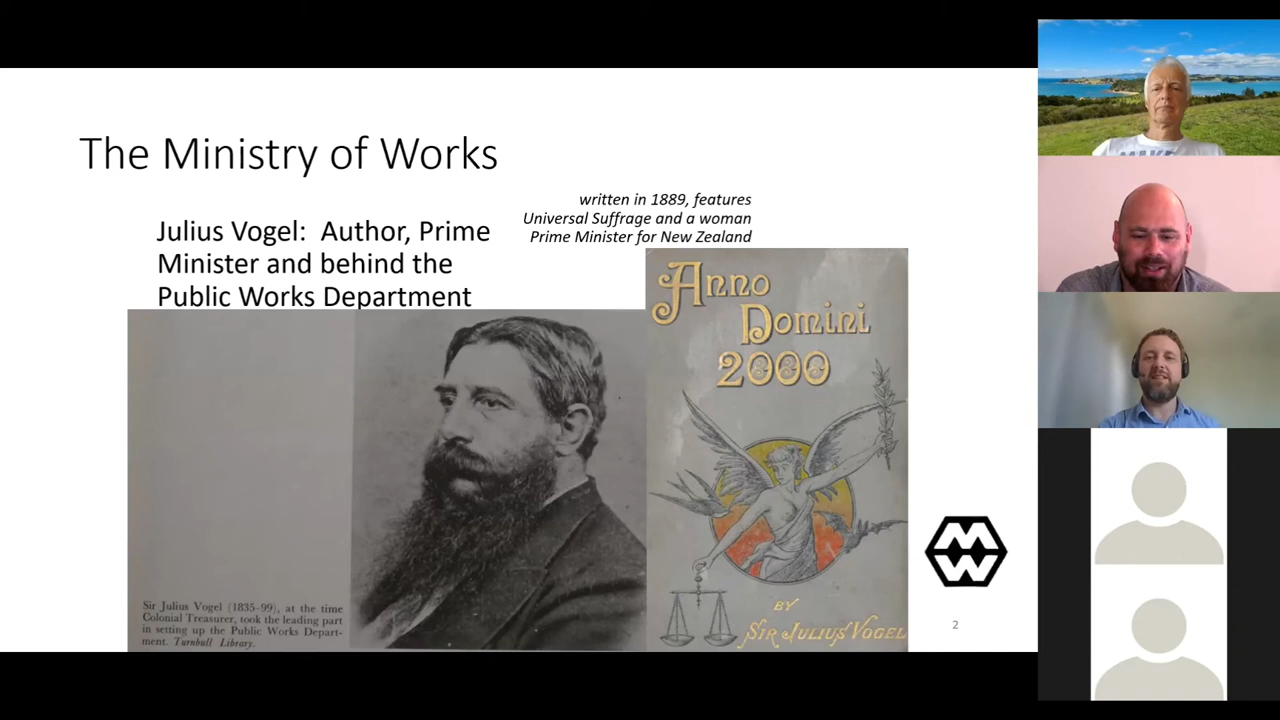 The Ministry of Works
written in 1889, features
Universal Suffrage and a woman
Prime Minister for New Zealand
Julius Vogel: Author, Prime
Minister and behind the
Public Works Department
Anno
Domini
2000
BY
SIR JULIUS VOGEL
Sir Julius Vogel (1835–99), at the time
Colonial Treasurer, took the leading part
in setting up the Public Works Depart-
ment. Turnbull Library.
MW
2
MAKE